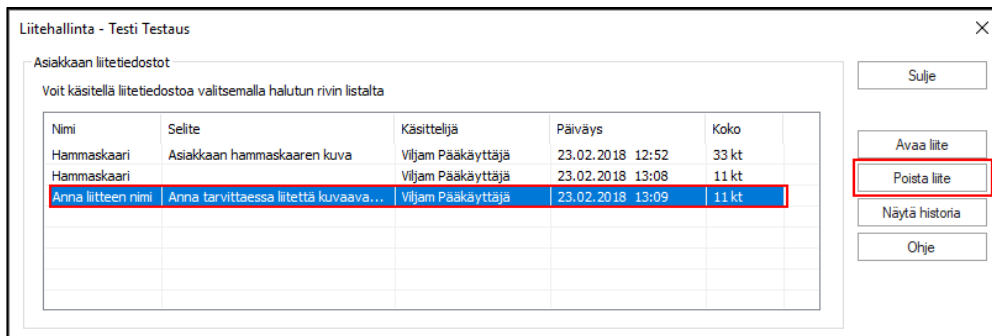 Liitehallinta - Testi Testaus
Asiakkaan liitetiedostot
Voit käsitellä liitetiedostoa valitsemalla halutun rivin listalta
Nimi Selite Käsittelijä Päiväys Koko
Hammaskaari Asiakkaan hammaskaaren kuva Viljam Pääkäyttäjä 23.02.2018 12:52 33 kt
Hammaskaari Viljam Pääkäyttäjä 23.02.2018 13:08 11 kt
Anna liitteen nimi Anna tarvittaessa liitettä kuvaava... Viljam Pääkäyttäjä 23.02.2018 13:09 11 kt
Sulje
Avaa liite
Poista liite
Näytä historia
Ohje